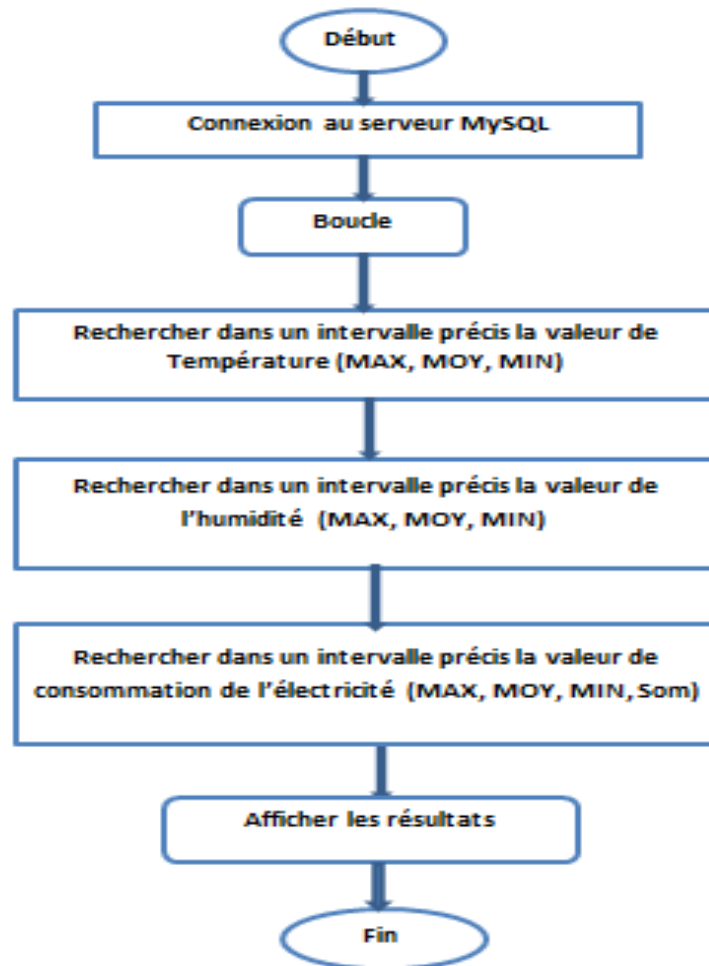 Début
Connexion au serveur MySQL
Boucle
Rechercher dans un intervalle précis la valeur de
Température (MAX, MOY, MIN)
Rechercher dans un intervalle précis la valeur de
l'humidité (MAX, MOY, MIN)
Rechercher dans un intervalle précis la valeur de
consommation de l'électricité (MAX, MOY, MIN, Som)
Afficher les résultats
Fin